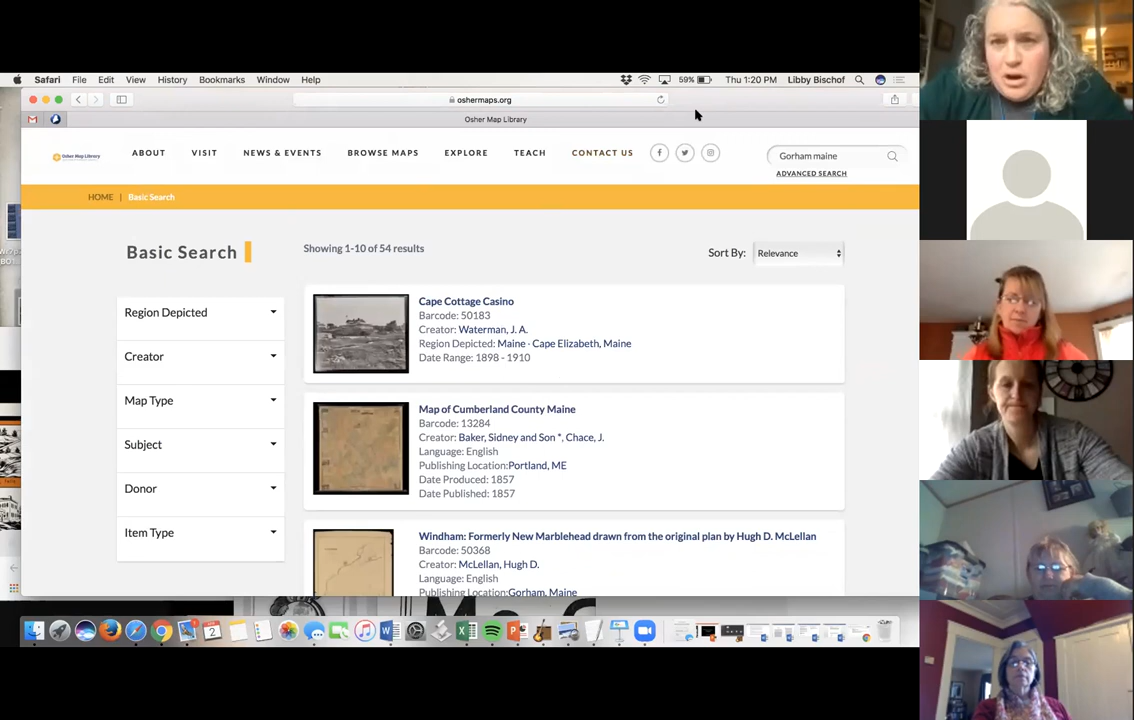 Safari File Edit View History Bookmarks Window Help 59% Thu 1:20 PM Libby Bischof
oshermaps.org
Osher Map Library
Osher Map Library ABOUT VISIT NEWS & EVENTS BROWSE MAPS EXPLORE TEACH CONTACT US Gorham maine
ADVANCED SEARCH
HOME | Basic Search
Basic Search
Showing 1-10 of 54 results
Sort By: Relevance
Region Depicted
Creator
Map Type
Subject
Donor
Item Type
Cape Cottage Casino
Barcode: 50183
Creator: Waterman, J. A.
Region Depicted: Maine · Cape Elizabeth, Maine
Date Range: 1898 - 1910
Map of Cumberland County Maine
Barcode: 13284
Creator: Baker, Sidney and Son *, Chace, J.
Language: English
Publishing Location:Portland, ME
Date Produced: 1857
Date Published: 1857
Windham: Formerly New Marblehead drawn from the original plan by Hugh D. McLellan
Barcode: 50368
Creator: McLellan, Hugh D.
Language: English
Publishing Location:Gorham, Maine
2